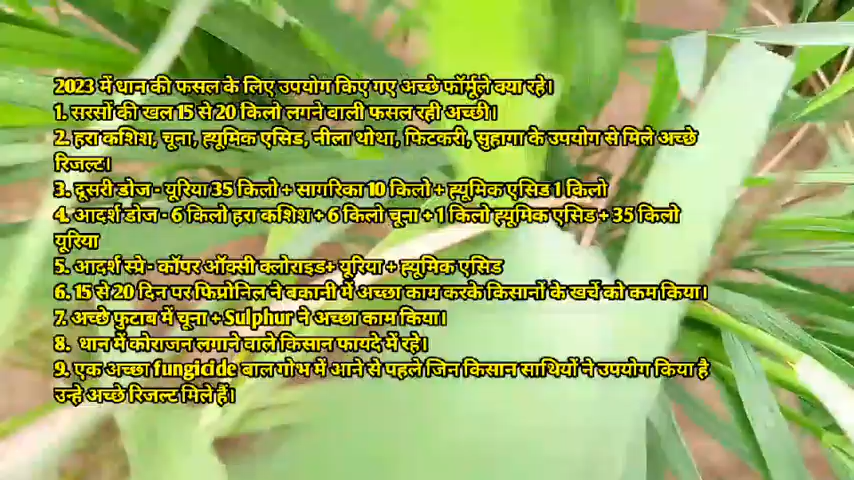 2023 में धान की फसल के लिए उपयोग किए गए अच्छे फॉर्मूले क्या रहे।
1. सरसों की खल 15 से 20 किलो लगने वाली फसल रही अच्छी।
2. हरा कशिश, चूना, ह्यूमिक एसिड, नीला थोथा, फिटकरी, सुहागा के उपयोग से मिले अच्छे
रिजल्ट।
3. दूसरी डोज - यूरिया 35 किलो + सागरिका 10 किलो + ह्यूमिक एसिड 1 किलो
4. आदर्श डोज - 6 किलो हरा कशिश + 6 किलो चूना + 1 किलो ह्यूमिक एसिड + 35 किलो
यूरिया
5. आदर्श स्प्रे - कॉपर ऑक्सी क्लोराइड+ यूरिया + ह्यूमिक एसिड
6. 15 से 20 दिन पर फिप्रोनिल ने बकानी में अच्छा काम करके किसानों के खर्चे को कम किया।
7. अच्छे फुटाब में चूना + Sulphur ने अच्छा काम किया।
8. धान में कोराजन लगाने वाले किसान फायदे में रहे।
9. एक अच्छा fungicide बाल गोभ में आने से पहले जिन किसान साथियों ने उपयोग किया है
उन्हे अच्छे रिजल्ट मिले हैं।